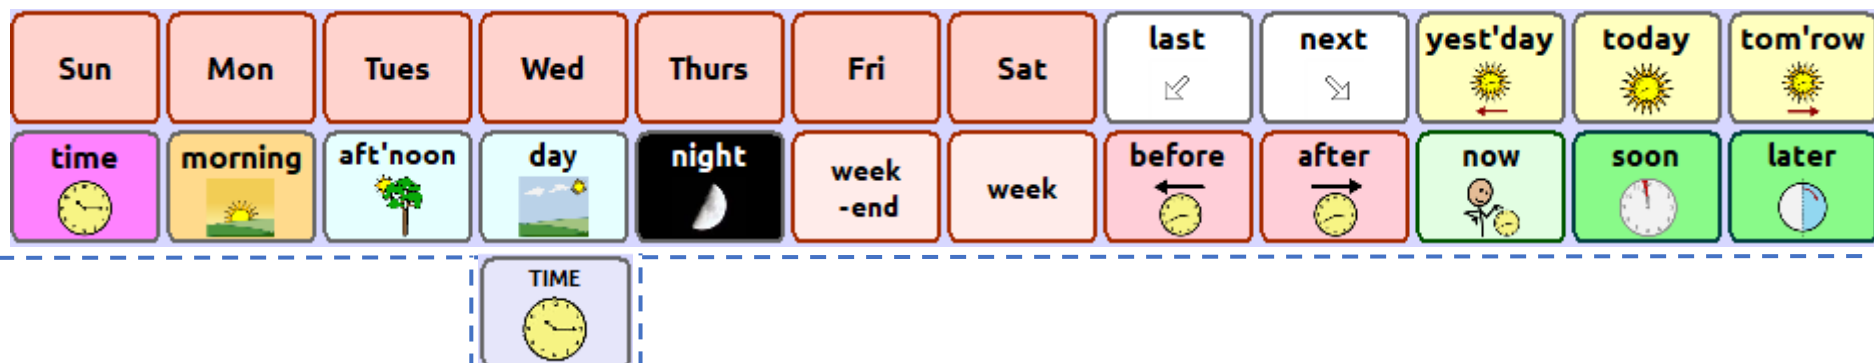 Sun Mon Tues Wed Thurs Fri Sat last next yest'day today tom'row
time morning aft'noon day night week -end week before after now soon later
TIME